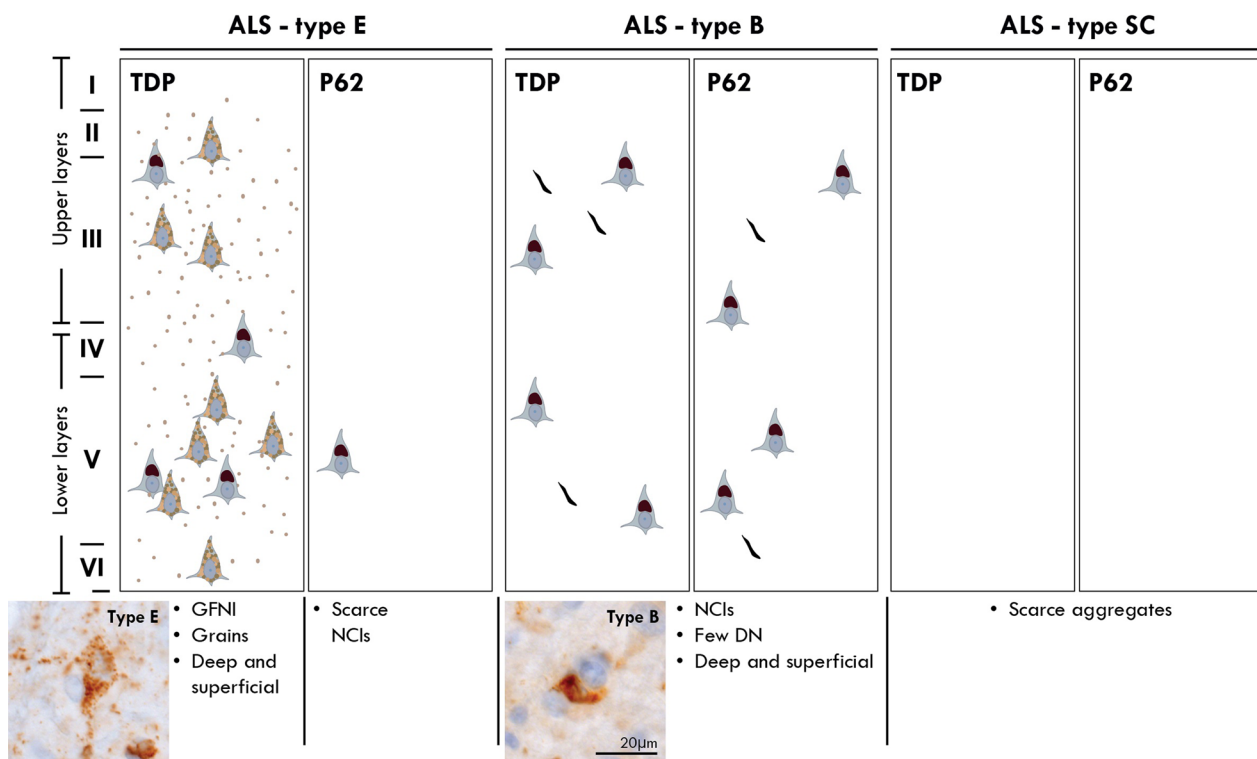 ALS - type E
ALS - type B
ALS - type SC
TDP
P62
TDP
P62
TDP
P62
Upper layers
I
II
III
Lower layers
IV
V
VI
Type E
• GFNI
• Grains
• Deep and
superficial
• Scarce
NCIs
Type B
20µm
• NCIs
• Few DN
• Deep and superficial
• Scarce aggregates